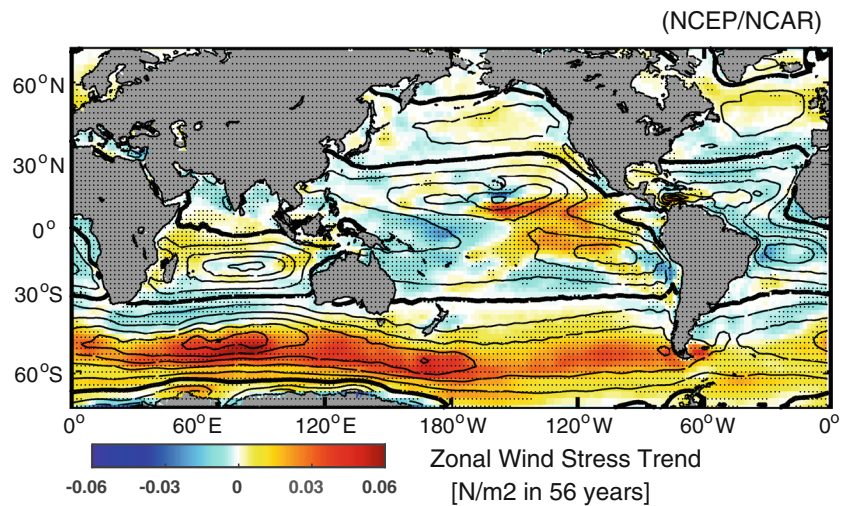 (NCEP/NCAR)
60°N
30°N
0°
30°S
60°S
0° 60°E 120°E 180°W 120°W 60°W 0°
-0.06 -0.03 0 0.03 0.06
Zonal Wind Stress Trend
[N/m2 in 56 years]